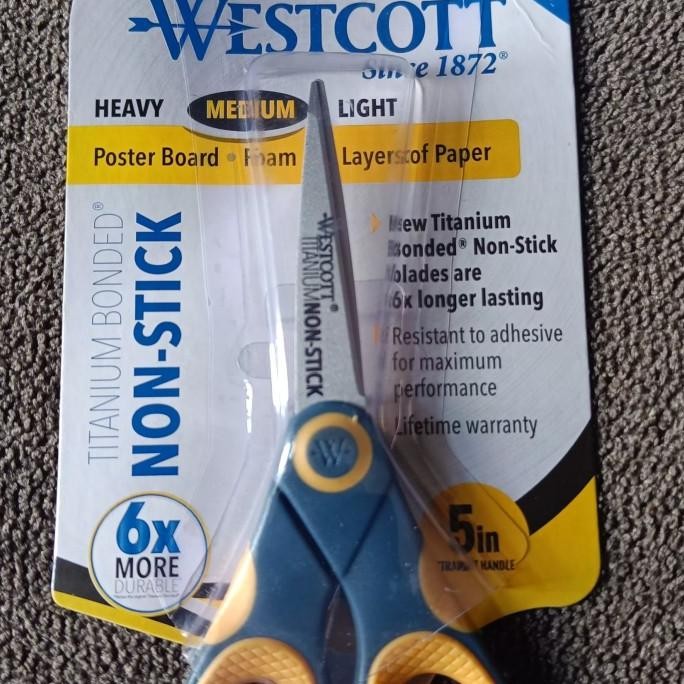 WESTCOTT
Since 1872®
HEAVY MEDIUM LIGHT
Poster Board • Foam Layers of Paper
TITANIUM BONDED®
NON-STICK
New Titanium
Bonded® Non-Stick
blades are
6x longer lasting
Resistant to adhesive
for maximum
performance
Lifetime warranty
WESTCOTT®
TITANIUM NON-STICK
W
6x
MORE
DURABLE
5in
HANDLE